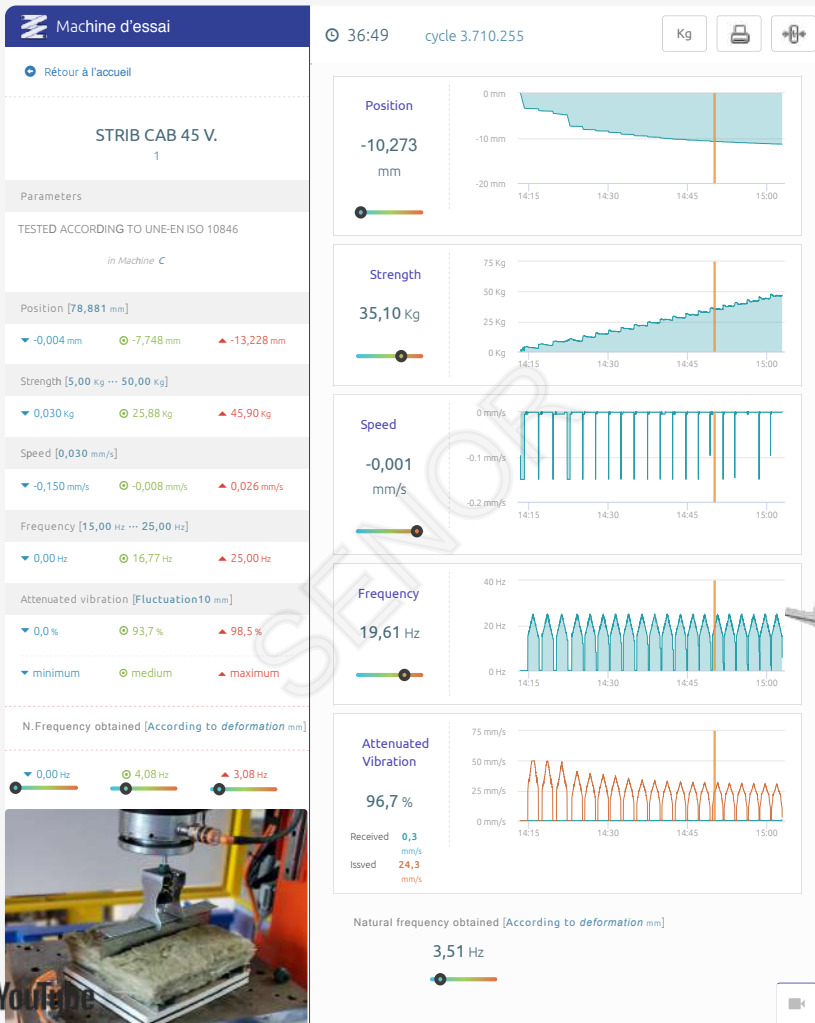 Machine d'essai
Rétour à l'accueil
STRIB CAB 45 V.
1
Parameters
TESTED ACCORDING TO UNE-EN ISO 10846
in Machine C
Position [78,881 mm]
-0,004 mm -7,748 mm -13,228 mm
Strength [5,00 Kg ··· 50,00 Kg]
0,030 Kg 25,88 Kg 45,90 Kg
Speed [0,030 mm/s]
-0,150 mm/s -0,008 mm/s 0,026 mm/s
Frequency [15,00 Hz ··· 25,00 Hz]
0,00 Hz 16,77 Hz 25,00 Hz
Attenuated vibration [Fluctuation10 mm]
0,0 % 93,7 % 98,5 %
minimum medium maximum
N.Frequency obtained [According to deformation mm]
0,00 Hz 4,08 Hz 3,08 Hz
YouTube
36:49 cycle 3.710.255 Kg
Position
-10,273
mm
0 mm
-10 mm
-20 mm
14:15 14:30 14:45 15:00
Strength
35,10 Kg
75 Kg
50 Kg
25 Kg
0 Kg
14:15 14:30 14:45 15:00
Speed
-0,001
mm/s
0 mm/s
-0.1 mm/s
-0.2 mm/s
14:15 14:30 14:45 15:00
Frequency
19,61 Hz
40 Hz
20 Hz
0 Hz
14:15 14:30 14:45 15:00
Attenuated
Vibration
96,7 %
Received 0,3
mm/s
Issved 24,3
mm/s
75 mm/s
50 mm/s
25 mm/s
0 mm/s
14:15 14:30 14:45 15:00
Natural frequency obtained [According to deformation mm]
3,51 Hz
SENOR